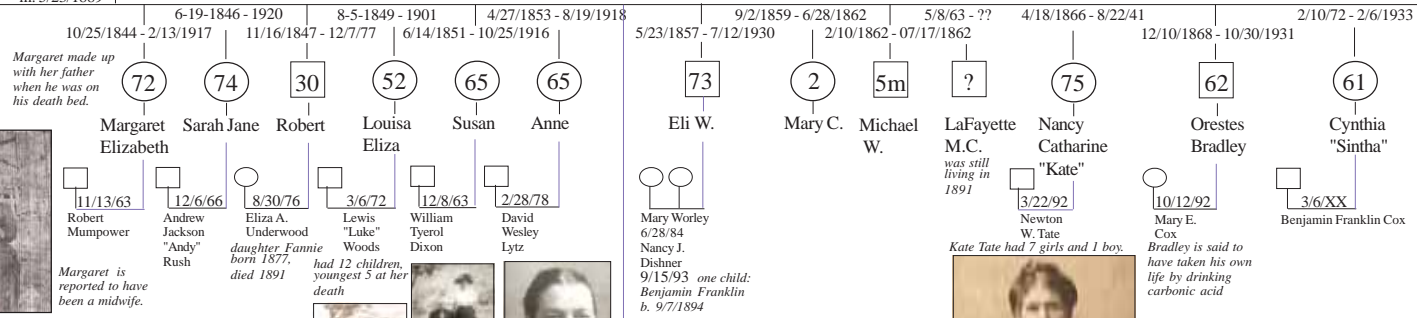 m. 3/25/1869
6-19-1846 - 1920
8-5-1849 - 1901
4/27/1853 - 8/19/1918
9/2/1859 - 6/28/1862
5/8/63 - ??
4/18/1866 - 8/22/41
2/10/72 - 2/6/1933
10/25/1844 - 2/13/1917
11/16/1847 - 12/7/77
6/14/1851 - 10/25/1916
5/23/1857 - 7/12/1930
2/10/1862 - 07/17/1862
12/10/1868 - 10/30/1931
Margaret made up
with her father
when he was on
his death bed.
72
74
30
52
65
65
73
2
5m
?
75
62
61
Margaret
Elizabeth
Sarah Jane
Robert
Louisa
Eliza
Susan
Anne
Eli W.
Mary C.
Michael
W.
LaFayette
M.C.
was still
living in
1891
Nancy
Catharine
"Kate"
Orestes
Bradley
Cynthia
"Sintha"
11/13/63
Robert
Mumpower
12/6/66
Andrew
Jackson
"Andy"
Rush
8/30/76
Eliza A.
Underwood
daughter Fannie
born 1877,
died 1891
3/6/72
Lewis
"Luke"
Woods
had 12 children,
youngest 5 at her
death
12/8/63
William
Tyerol
Dixon
2/28/78
David
Wesley
Lytz
Mary Worley
6/28/84
Nancy J.
Dishner
9/15/93 one child:
Benjamin Franklin
b. 9/7/1894
3/22/92
Newton
W. Tate
Kate Tate had 7 girls and 1 boy.
10/12/92
Mary E.
Cox
Bradley is said to
have taken his own
life by drinking
carbonic acid
3/6/XX
Benjamin Franklin Cox
Margaret is
reported to have
been a midwife.